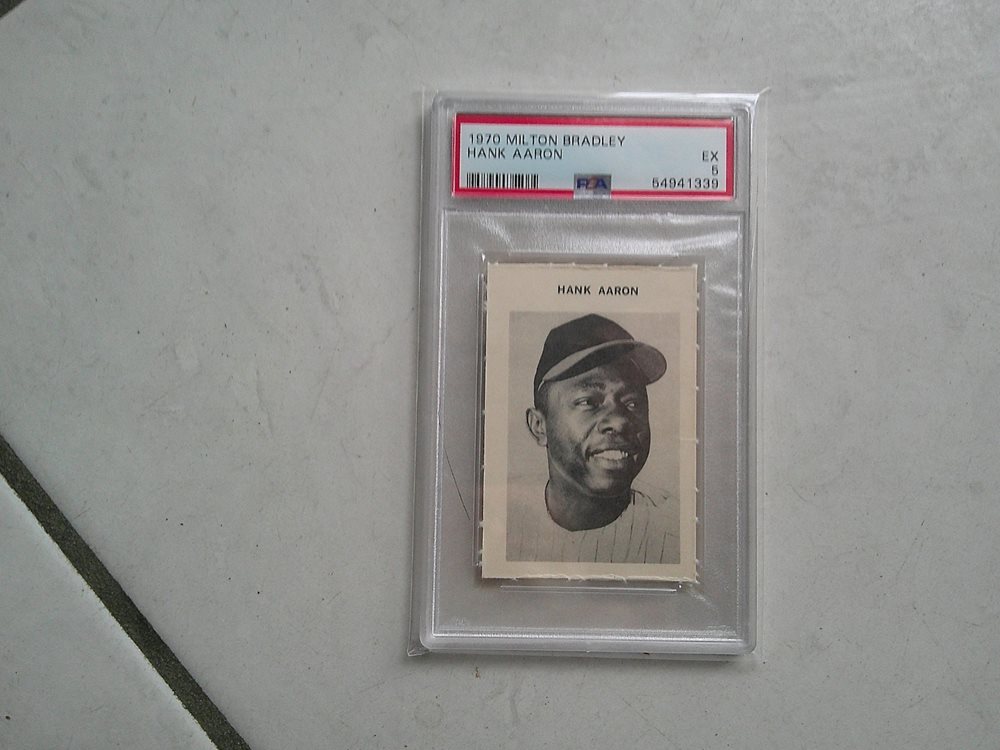 1970 MILTON BRADLEY
HANK AARON
EX
5
PSA
54941339
HANK AARON